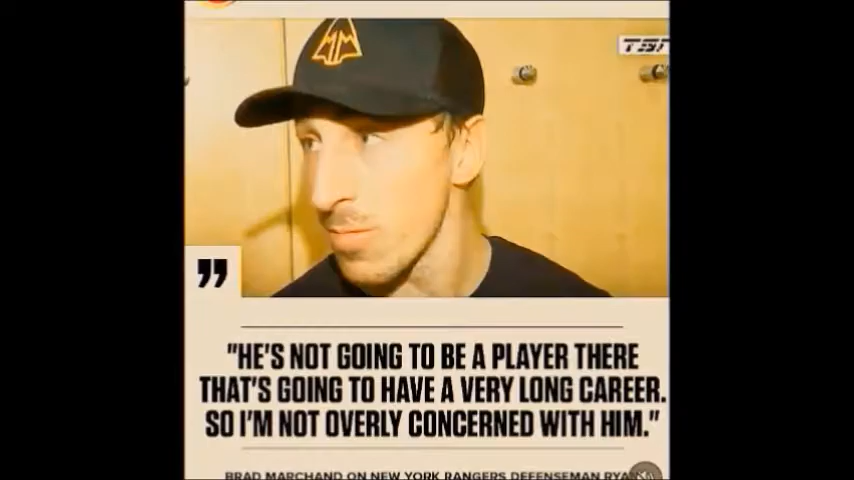 TSN
"HE'S NOT GOING TO BE A PLAYER THERE
THAT'S GOING TO HAVE A VERY LONG CAREER.
SO I'M NOT OVERLY CONCERNED WITH HIM."
BRAD MARCHAND ON NEW YORK RANGERS DEFENSEMAN